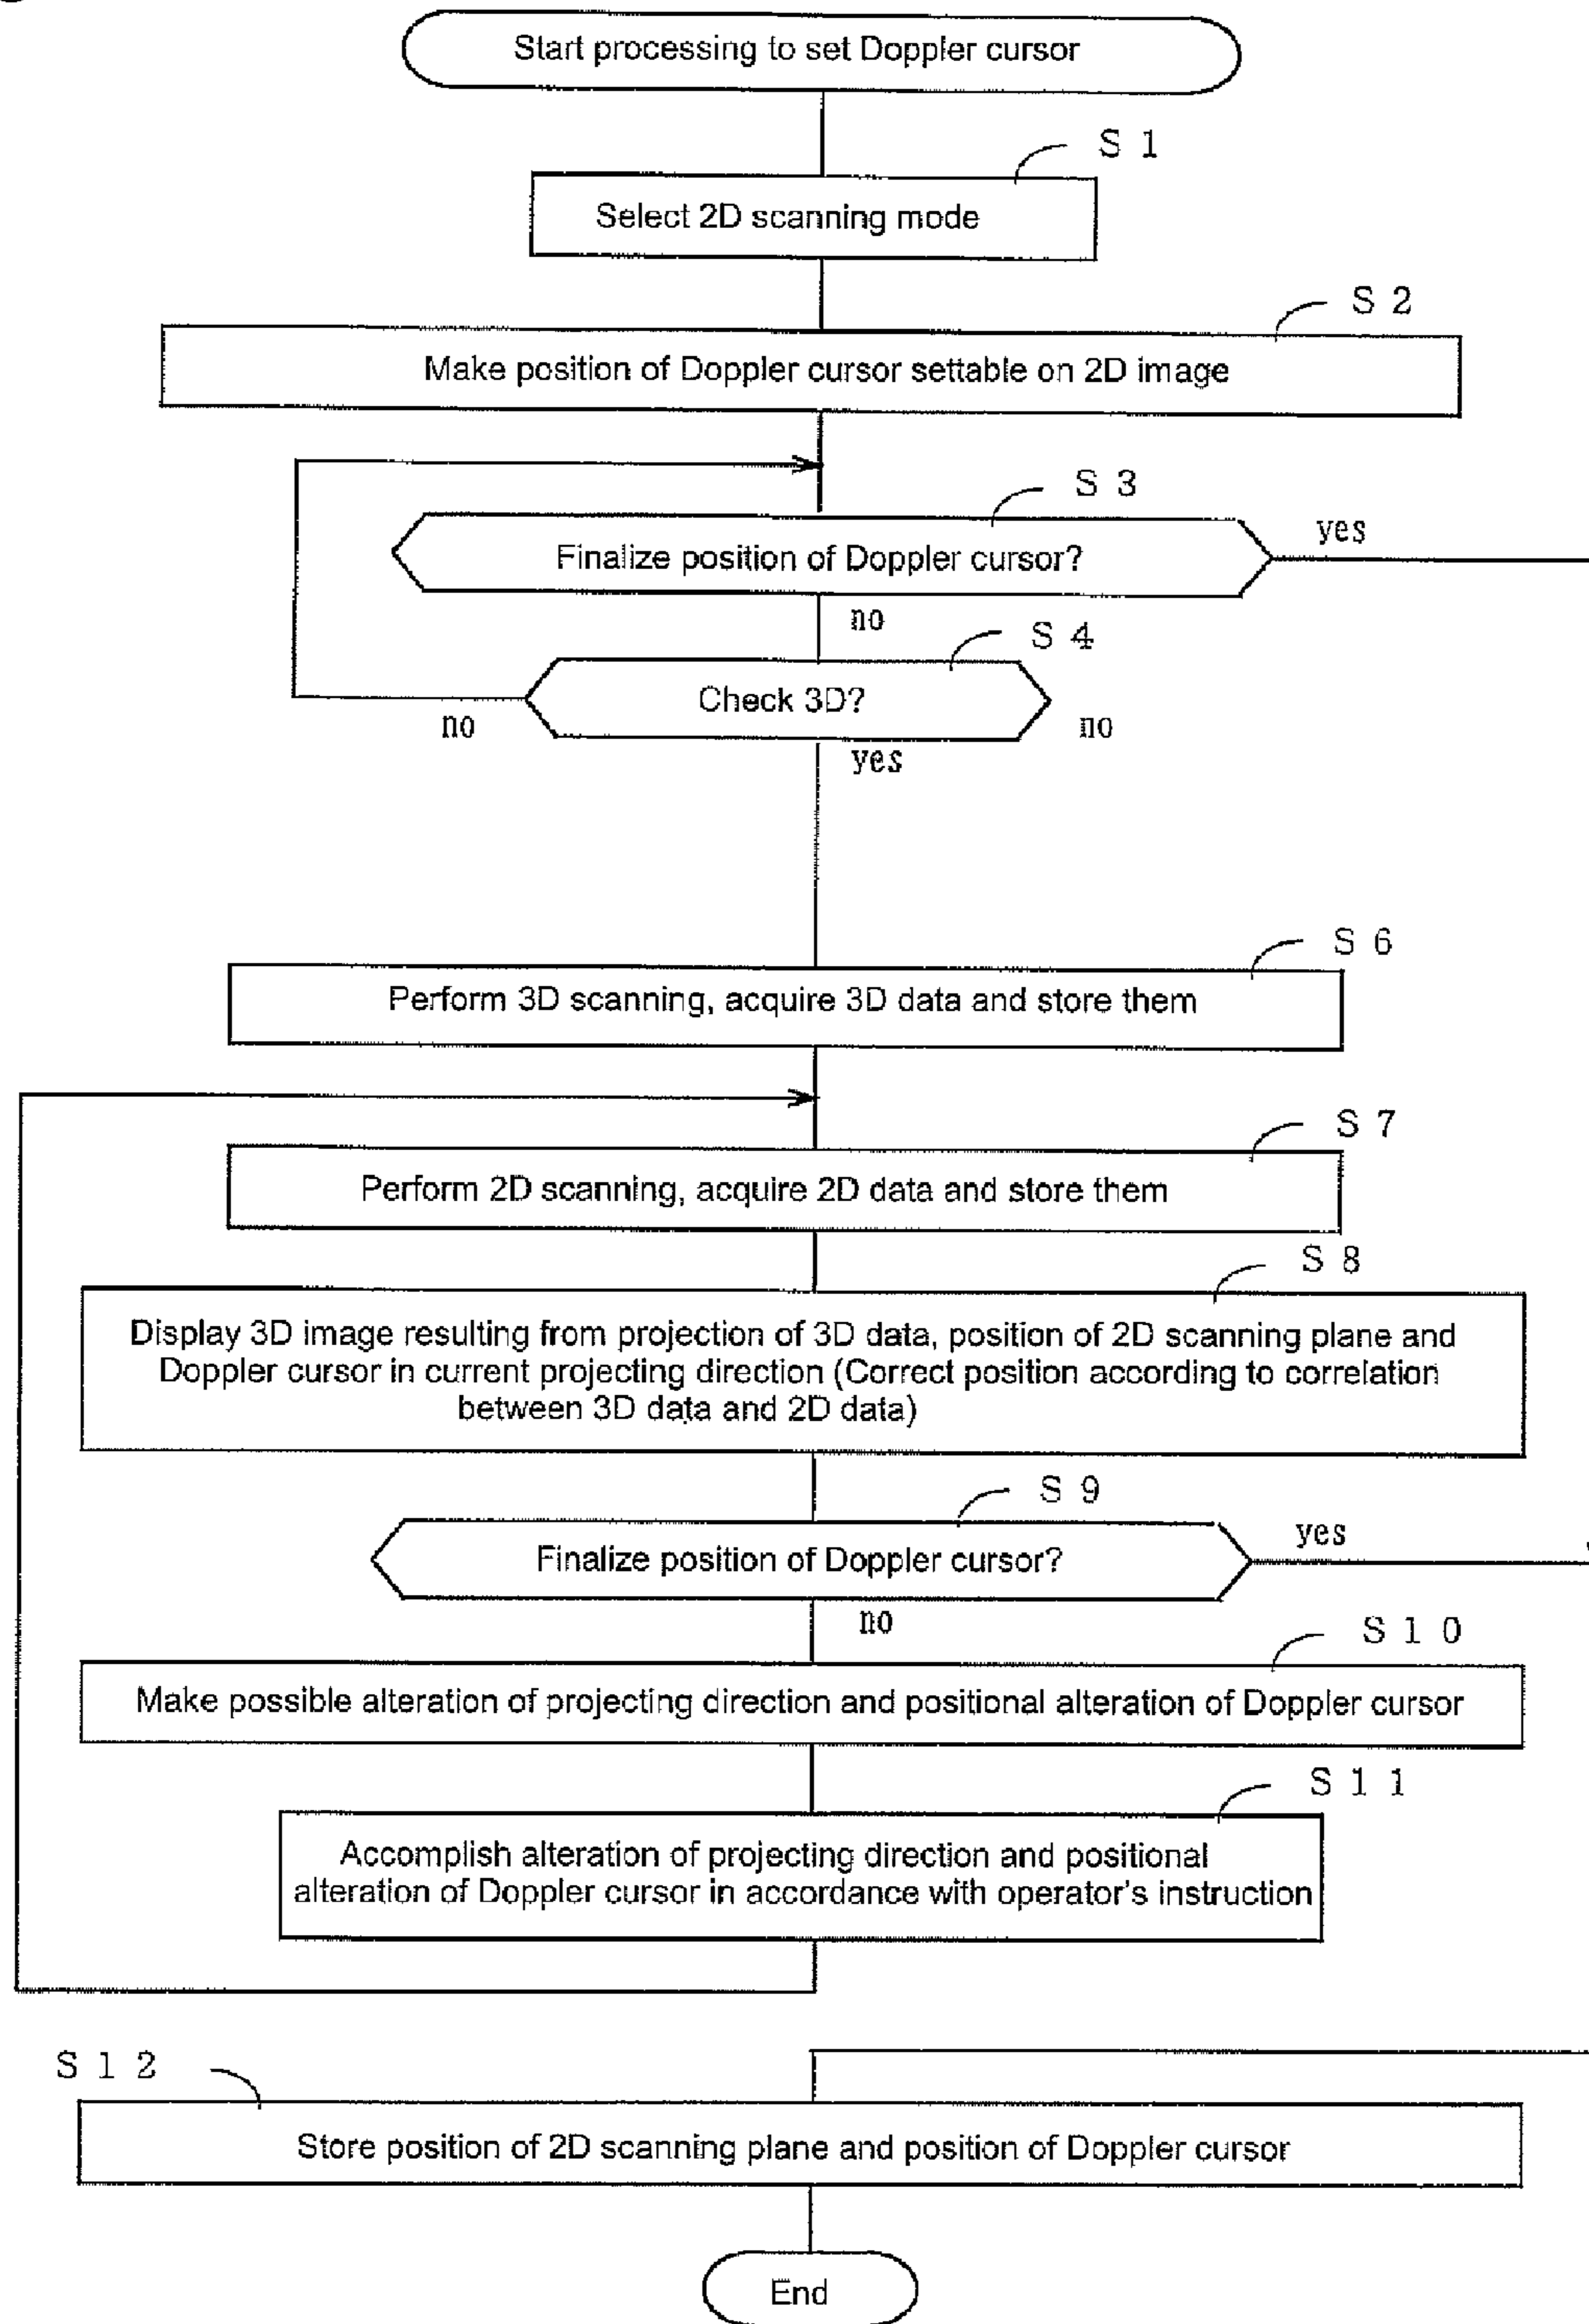 Start processing to set Doppler cursor
S 1
Select 2D scanning mode
S 2
Make position of Doppler cursor settable on 2D image
S 3
Finalize position of Doppler cursor?
yes
no
S 4
Check 3D?
no
no
yes
S 6
Perform 3D scanning, acquire 3D data and store them
S 7
Perform 2D scanning, acquire 2D data and store them
S 8
Display 3D image resulting from projection of 3D data, position of 2D scanning plane and
Doppler cursor in current projecting direction (Correct position according to correlation
between 3D data and 2D data)
S 9
Finalize position of Doppler cursor?
yes
no
S 1 0
Make possible alteration of projecting direction and positional alteration of Doppler cursor
S 1 1
Accomplish alteration of projecting direction and positional
alteration of Doppler cursor in accordance with operator's instruction
S 1 2
Store position of 2D scanning plane and position of Doppler cursor
End